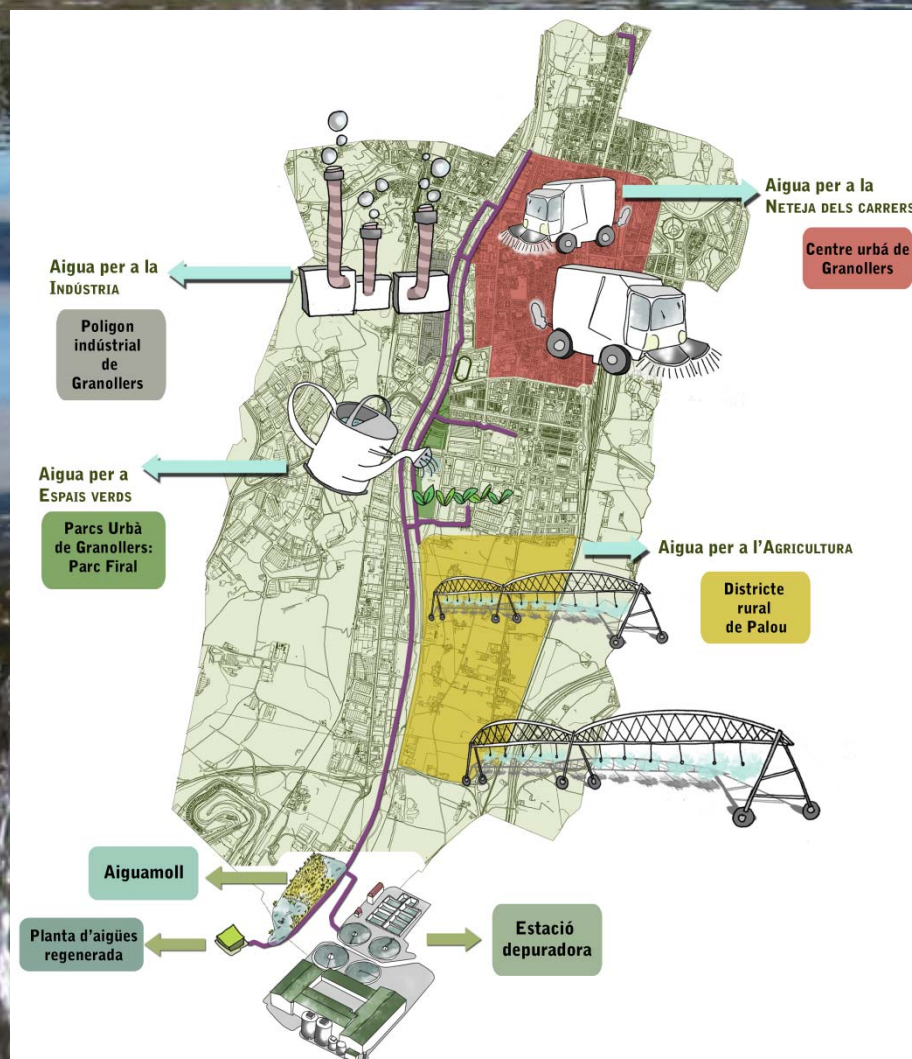 Aigua per a la
NETEJA DELS CARRERS
Centre urbá de
Granollers
Aigua per a la
INDÚSTRIA
Poligon
indústrial
de
Granollers
Aigua per a
ESPAIS VERDS
Parcs Urbà
de Granollers:
Parc Firal
Aigua per a l'AGRICULTURA
Districte
rural
de Palou
Aiguamoll
Planta d'aigües
regenerada
Estació
depuradora